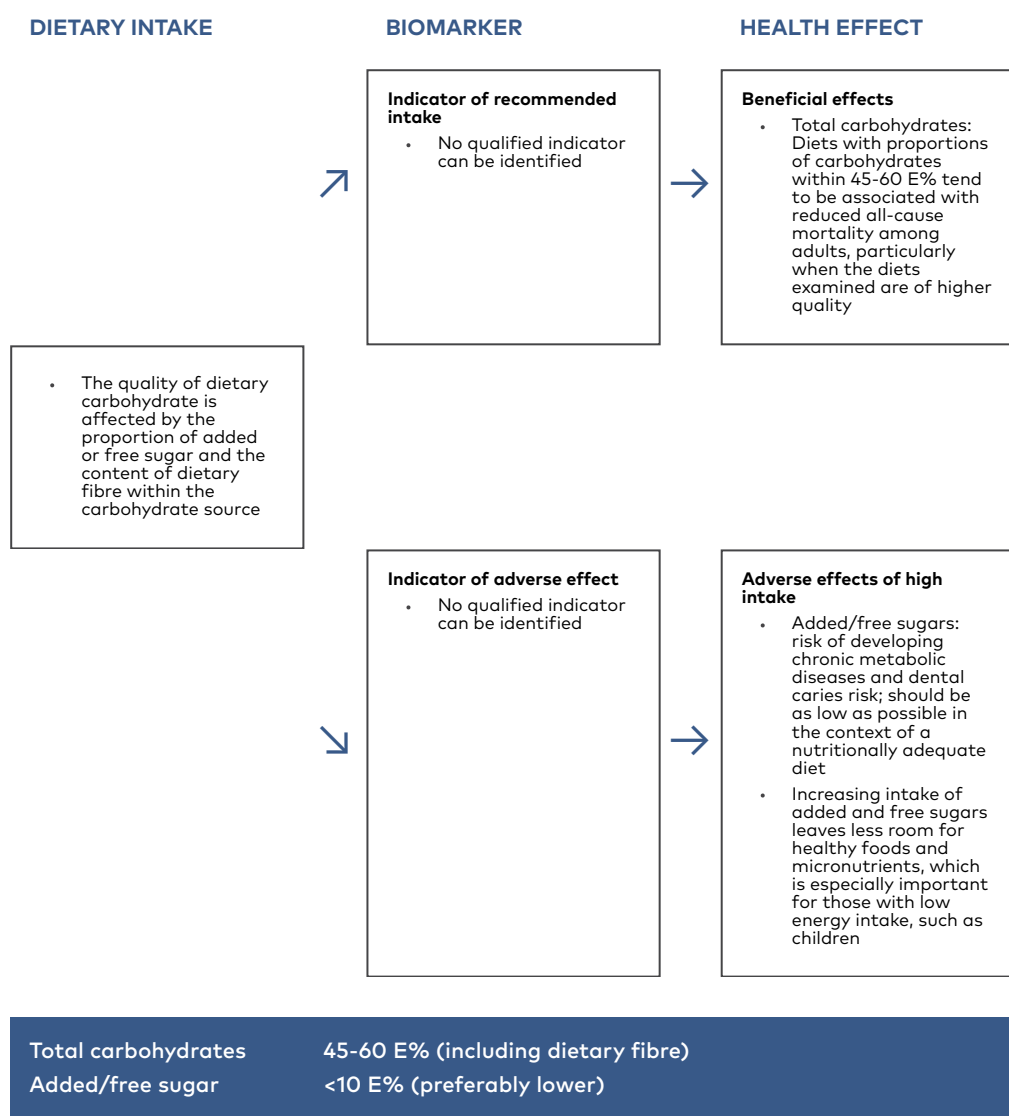 DIETARY INTAKE
BIOMARKER
HEALTH EFFECT
Indicator of recommended
intake
• No qualified indicator
can be identified
Beneficial effects
• Total carbohydrates:
Diets with proportions
of carbohydrates
within 45-60 E% tend
to be associated with
reduced all-cause
mortality among
adults, particularly
when the diets
examined are of higher
quality
• The quality of dietary
carbohydrate is
affected by the
proportion of added
or free sugar and the
content of dietary
fibre within the
carbohydrate source
Indicator of adverse effect
• No qualified indicator
can be identified
Adverse effects of high
intake
• Added/free sugars:
risk of developing
chronic metabolic
diseases and dental
caries risk; should be
as low as possible in
the context of a
nutritionally adequate
diet
• Increasing intake of
added and free sugars
leaves less room for
healthy foods and
micronutrients, which
is especially important
for those with low
energy intake, such as
children
Total carbohydrates 45-60 E% (including dietary fibre)
Added/free sugar <10 E% (preferably lower)